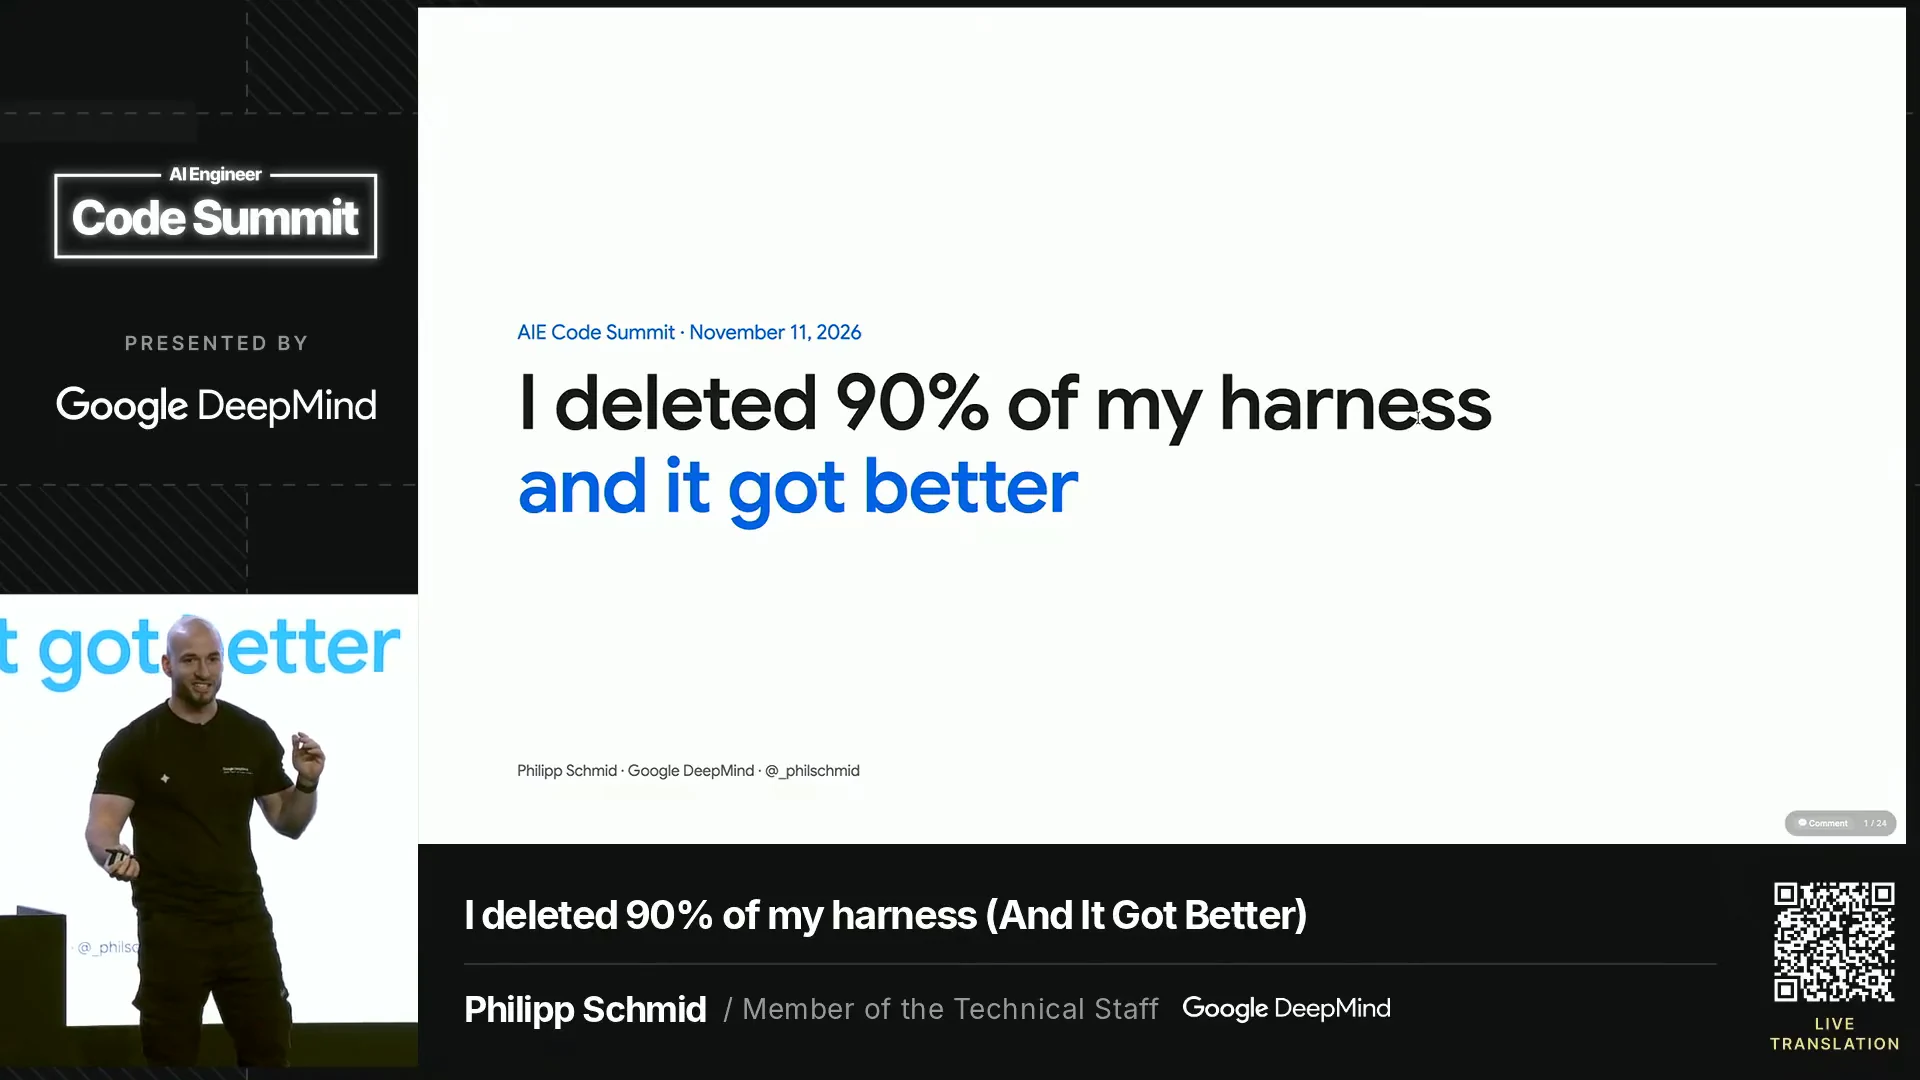 AI Engineer
Code Summit
PRESENTED BY
Google DeepMind
AIE Code Summit · November 11, 2026
I deleted 90% of my harness
and it got better
Philipp Schmid · Google DeepMind · @_philschmid
Comment 1 / 24
t got etter
· @_philsc
I deleted 90% of my harness (And It Got Better)
Philipp Schmid / Member of the Technical Staff Google DeepMind
LIVE
TRANSLATION